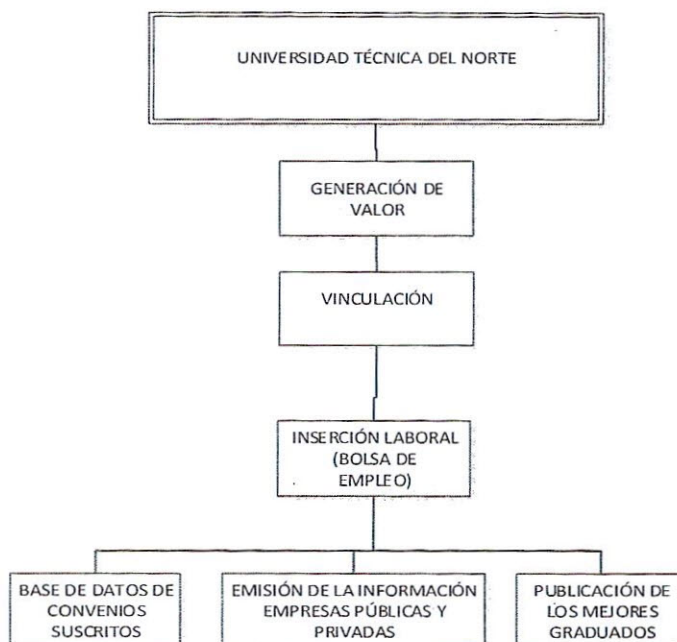 UNIVERSIDAD TÉCNICA DEL NORTE
GENERACIÓN DE
VALOR
VINCULACIÓN
INSERCIÓN LABORAL
(BOLSA DE
EMPLEO)
BASE DE DATOS DE
CONVENIOS
SUSCRITOS
EMISIÓN DE LA INFORMACIÓN
EMPRESAS PÚBLICAS Y
PRIVADAS
PUBLICACIÓN DE
LOS MEJORES
GRADUADOS